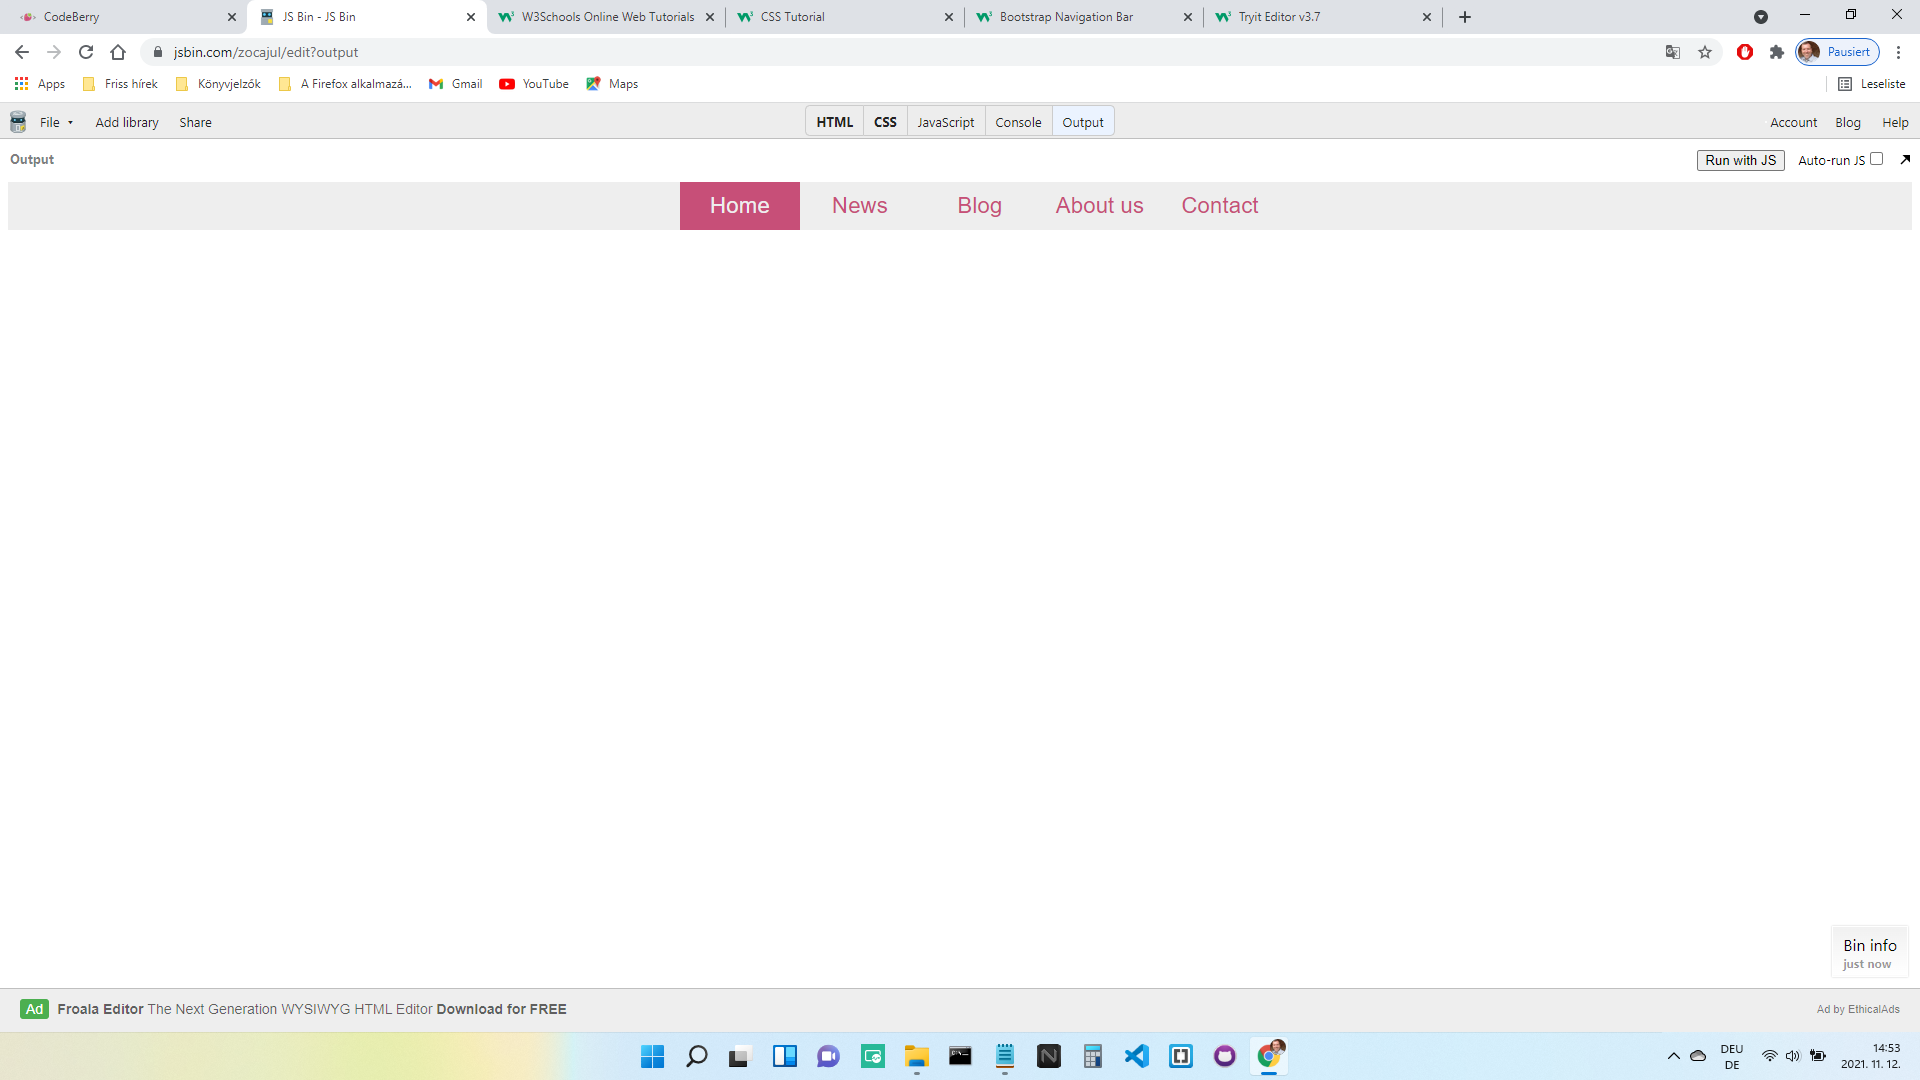 CodeBerry
JS Bin - JS Bin
W3Schools Online Web Tutorials
CSS Tutorial
Bootstrap Navigation Bar
Tryit Editor v3.7
jsbin.com/zocajul/edit?output
Pausiert
Apps
Friss hírek
Könyvjelzők
A Firefox alkalmazá...
Gmail
YouTube
Maps
Leseliste
File
Add library
Share
HTML
CSS
JavaScript
Console
Output
Account
Blog
Help
Output
Run with JS
Auto-run JS
Home
News
Blog
About us
Contact
Bin info
just now
Ad
Froala Editor The Next Generation WYSIWYG HTML Editor Download for FREE
Ad by EthicalAds
DEU
DE
14:53
2021. 11. 12.